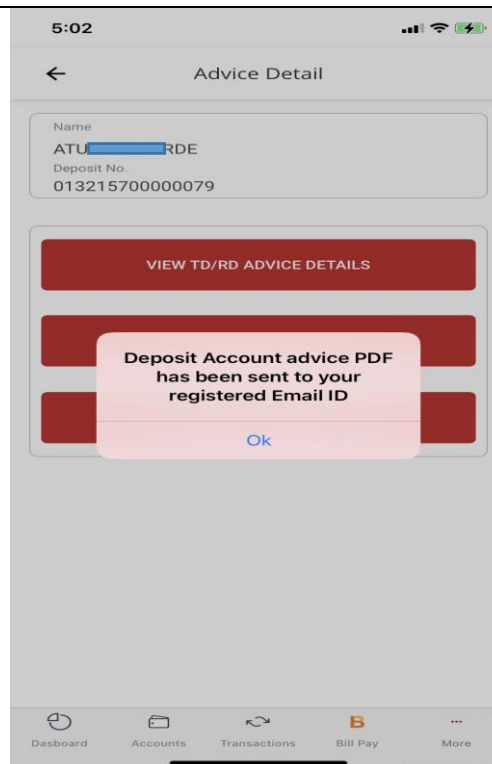 5:02
Advice Detail
Name
ATU RDE
Deposit No.
013215700000079
VIEW TD/RD ADVICE DETAILS
Deposit Account advice PDF
has been sent to your
registered Email ID
Ok
Dasboard Accounts Transactions Bill Pay More